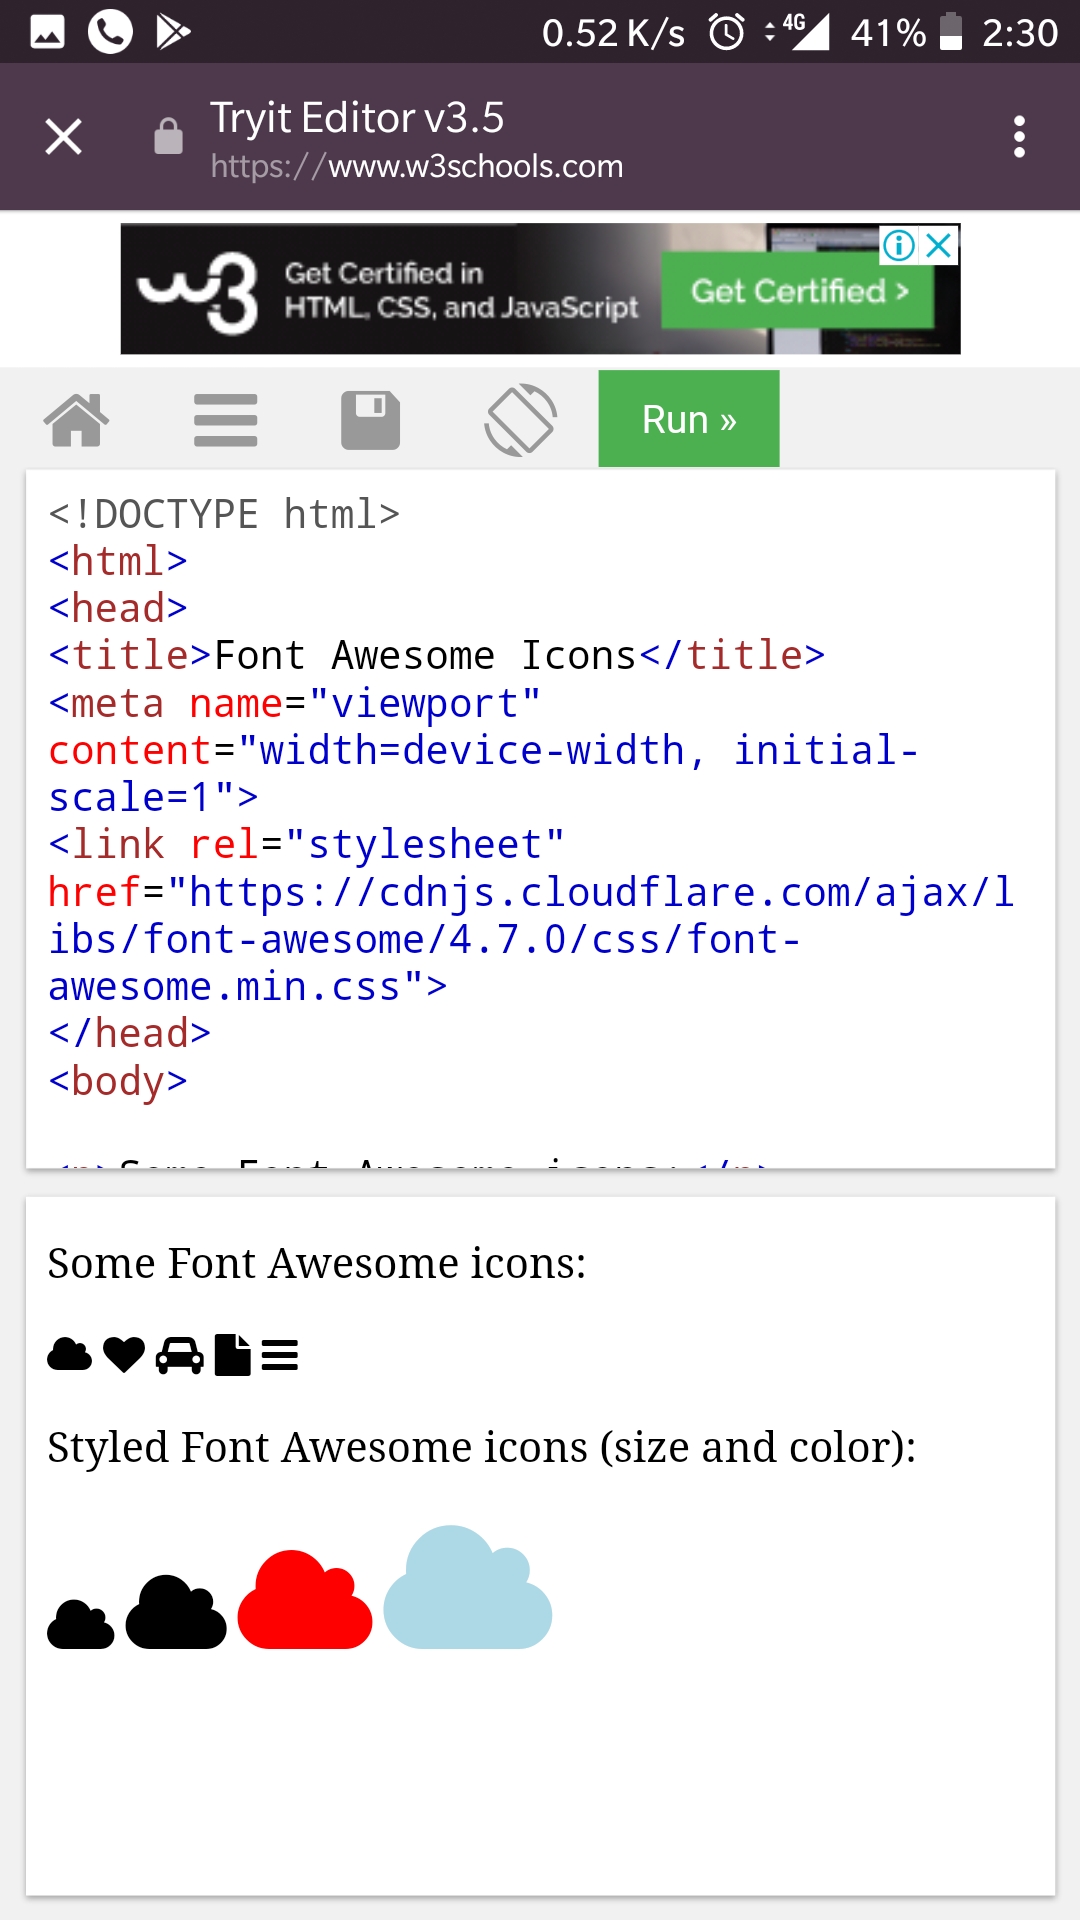 0.52 K/s 4G 41% 2:30
Tryit Editor v3.5
https://www.w3schools.com
w3
Get Certified in
HTML, CSS, and JavaScript
Get Certified >
Run »
<!DOCTYPE html>
<html>
<head>
<title>Font Awesome Icons</title>
<meta name="viewport"
content="width=device-width, initial-
scale=1">
<link rel="stylesheet"
href="https://cdnjs.cloudflare.com/ajax/l
ibs/font-awesome/4.7.0/css/font-
awesome.min.css">
</head>
<body>
<p>Some Font Awesome icons:</p>
Some Font Awesome icons:
Styled Font Awesome icons (size and color):